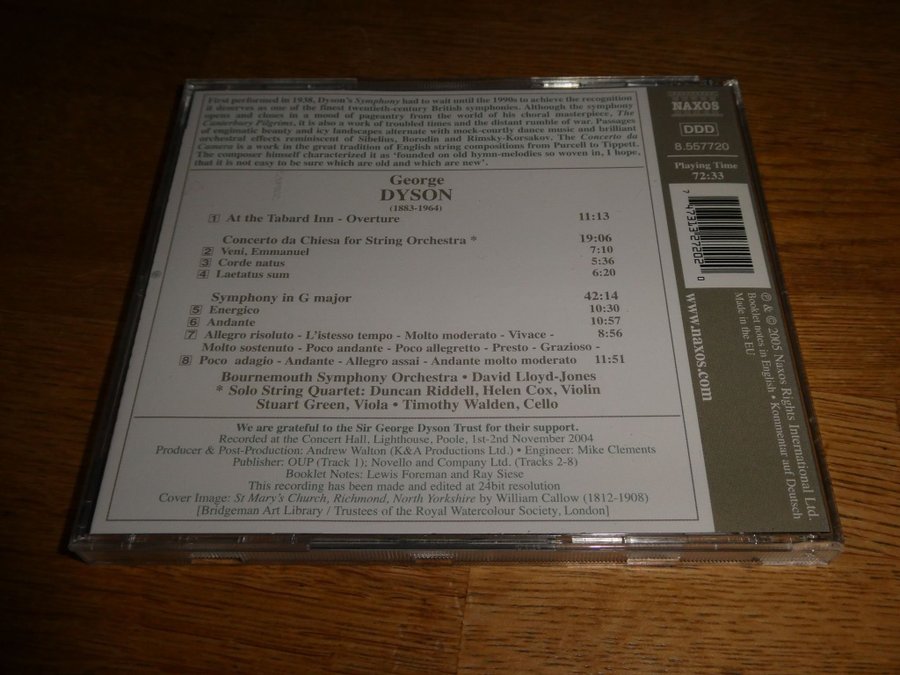 First performed in 1938, Dyson's Symphony had to wait until the 1990s to achieve the recognition
it deserves as one of the finest twentieth-century British symphonies. Although the symphony
opens and closes in a mood of pageantry from the world of his choral masterpiece, The
Canterbury Pilgrims, it is also a work of troubled times and the distant rumble of war. Passages
of enigmatic beauty and icy landscapes alternate with mock-courtly dance music and brilliant
orchestral effects reminiscent of Sibelius, Borodin and Rimsky-Korsakov. The Concerto da
Camera is a work in the great tradition of English string compositions from Purcell to Tippett.
The composer himself characterized it as 'founded on old hymn-melodies so woven in, I hope,
that it is not easy to be sure which are old and which are new'.
George
DYSON
(1883-1964)
1 At the Tabard Inn - Overture 11:13
Concerto da Chiesa for String Orchestra * 19:06
2 Veni, Emmanuel 7:10
3 Corde natus 5:36
4 Laetatus sum 6:20
Symphony in G major 42:14
5 Energico 10:30
6 Andante 10:57
7 Allegro risoluto - L'istesso tempo - Molto moderato - Vivace - 8:56
Molto sostenuto - Poco andante - Poco allegretto - Presto - Grazioso -
8 Poco adagio - Andante - Allegro assai - Andante molto moderato 11:51
Bournemouth Symphony Orchestra • David Lloyd-Jones
* Solo String Quartet: Duncan Riddell, Helen Cox, Violin
Stuart Green, Viola • Timothy Walden, Cello
We are grateful to the Sir George Dyson Trust for their support.
Recorded at the Concert Hall, Lighthouse, Poole, 1st-2nd November 2004
Producer & Post-Production: Andrew Walton (K&A Productions Ltd.) • Engineer: Mike Clements
Publisher: OUP (Track 1); Novello and Company Ltd. (Tracks 2-8)
Booklet Notes: Lewis Foreman and Ray Siese
This recording has been made and edited at 24bit resolution
Cover Image: St Mary's Church, Richmond, North Yorkshire by William Callow (1812-1908)
[Bridgeman Art Library / Trustees of the Royal Watercolour Society, London]
NAXOS
DDD
8.557720
Playing Time
72:33
7 47313 27202 0
www.naxos.com
℗ & © 2005 Naxos Rights International Ltd.
Booklet notes in English • Kommentar auf Deutsch
Made in the EU